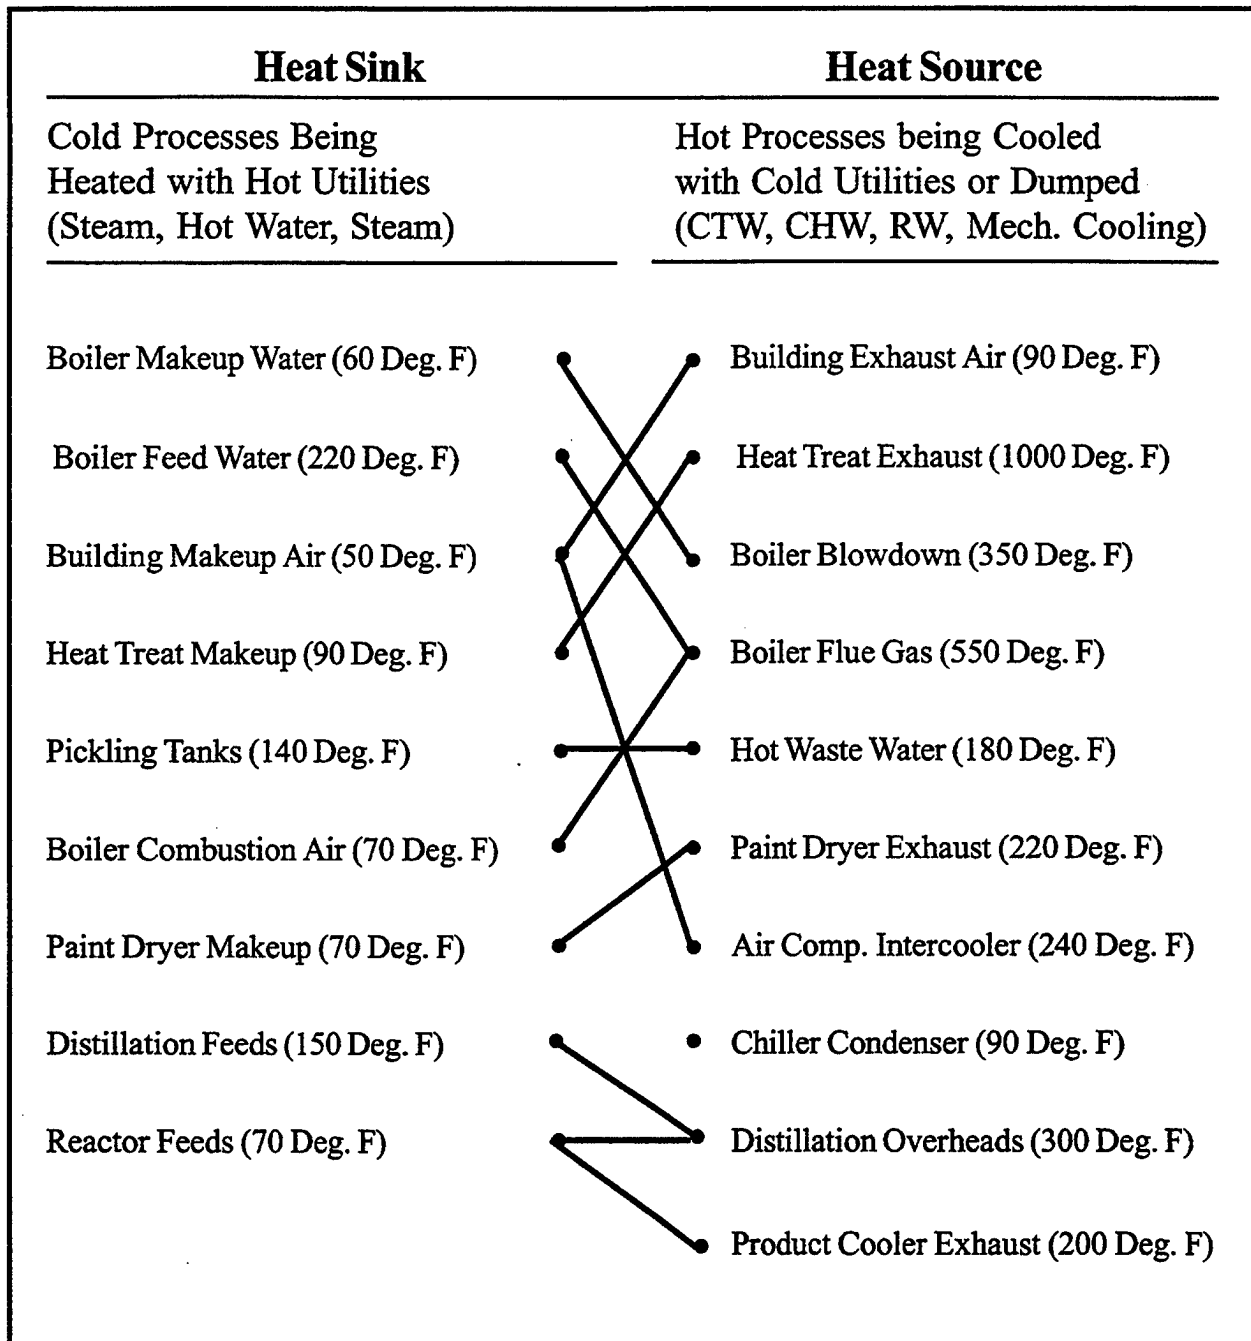 Heat Sink
Heat Source
Cold Processes Being
Heated with Hot Utilities
(Steam, Hot Water, Steam)
Hot Processes being Cooled
with Cold Utilities or Dumped
(CTW, CHW, RW, Mech. Cooling)
Boiler Makeup Water (60 Deg. F)
Building Exhaust Air (90 Deg. F)
Boiler Feed Water (220 Deg. F)
Heat Treat Exhaust (1000 Deg. F)
Building Makeup Air (50 Deg. F)
Boiler Blowdown (350 Deg. F)
Heat Treat Makeup (90 Deg. F)
Boiler Flue Gas (550 Deg. F)
Pickling Tanks (140 Deg. F)
Hot Waste Water (180 Deg. F)
Boiler Combustion Air (70 Deg. F)
Paint Dryer Exhaust (220 Deg. F)
Paint Dryer Makeup (70 Deg. F)
Air Comp. Intercooler (240 Deg. F)
Distillation Feeds (150 Deg. F)
Chiller Condenser (90 Deg. F)
Reactor Feeds (70 Deg. F)
Distillation Overheads (300 Deg. F)
Product Cooler Exhaust (200 Deg. F)